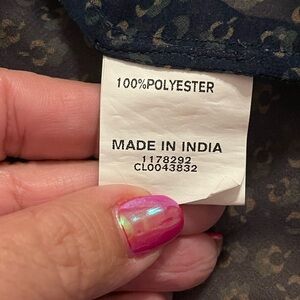 100%POLYESTER
MADE IN INDIA
1178292
CL0043832